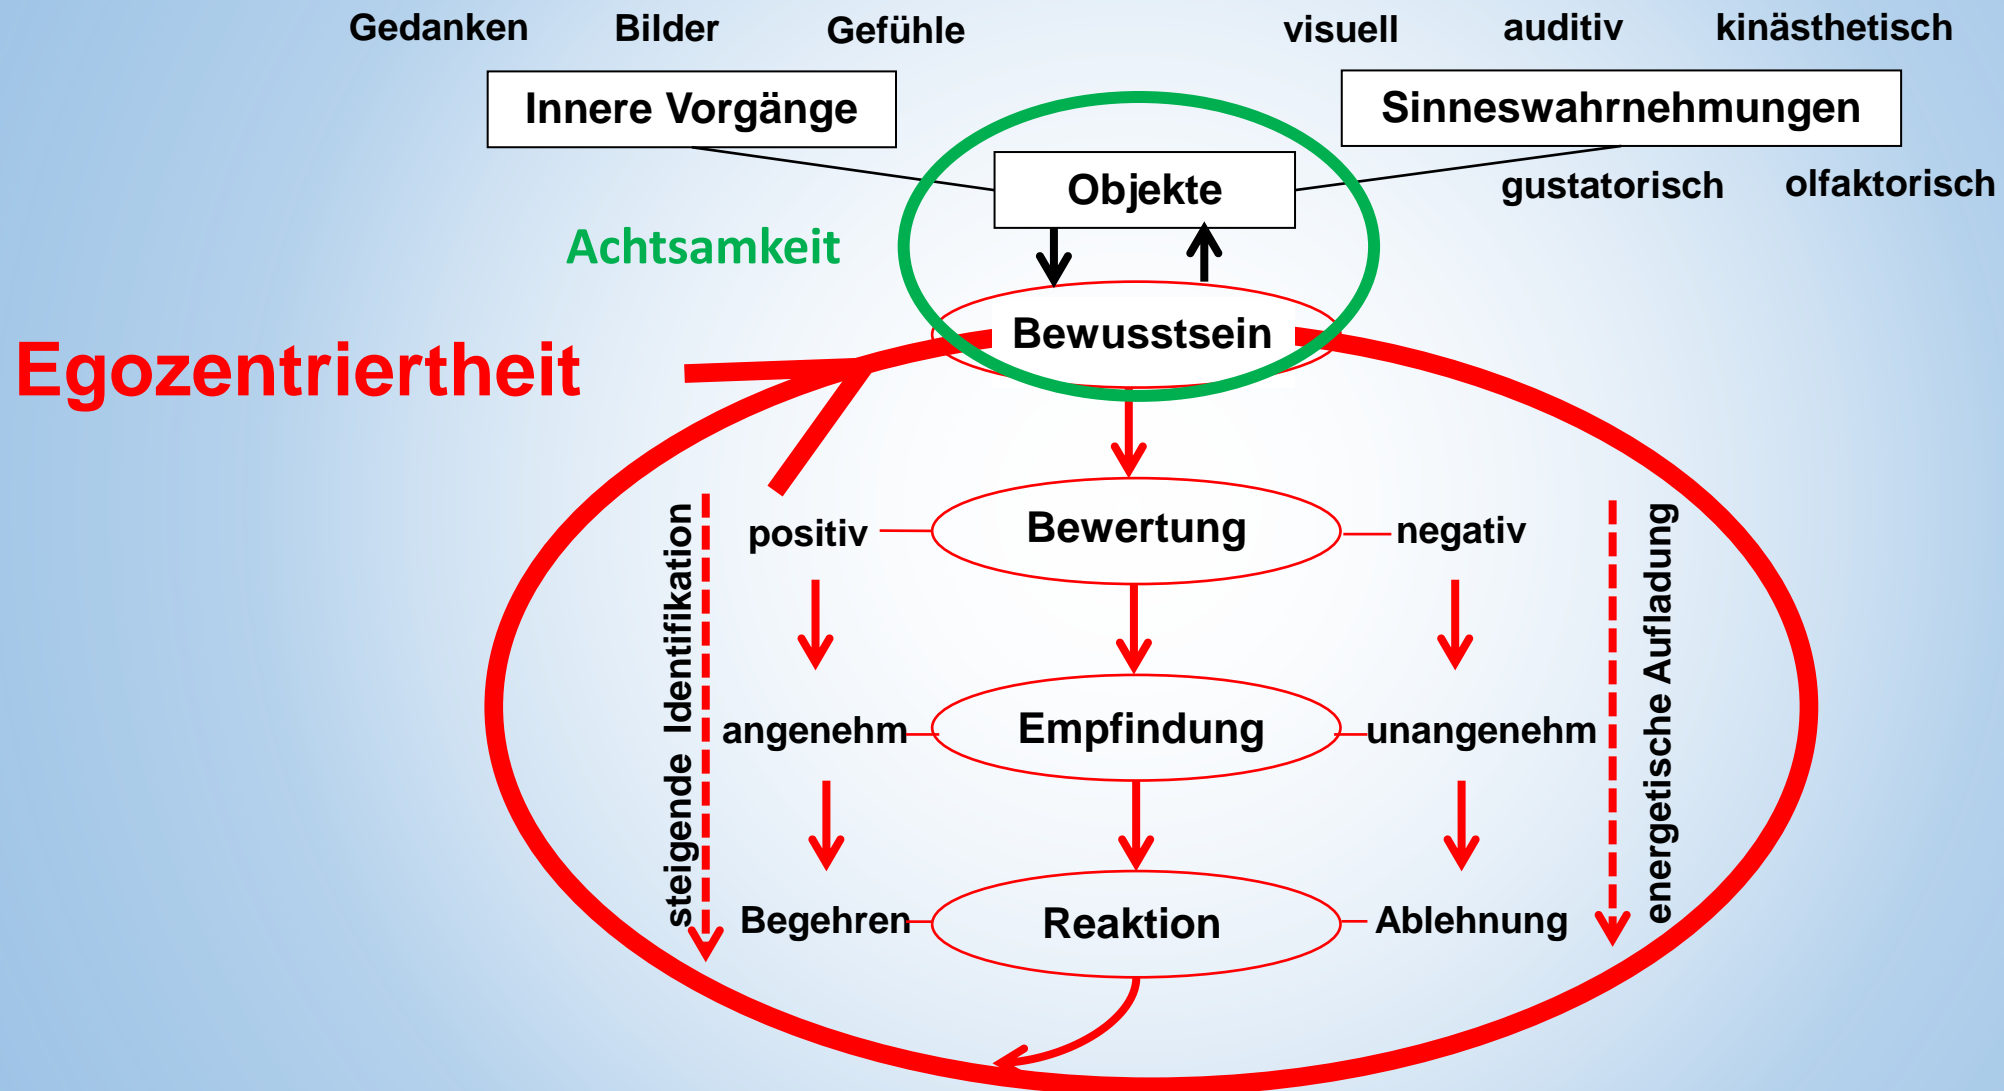 Gedanken Bilder Gefühle visuell auditiv kinästhetisch
Innere Vorgänge
Sinneswahrnehmungen
Objekte
gustatorisch olfaktorisch
Achtsamkeit
Bewusstsein
Egozentriertheit
positiv Bewertung negativ
steigende Identifikation
energetische Aufladung
angenehm Empfindung unangenehm
Begehren Reaktion Ablehnung